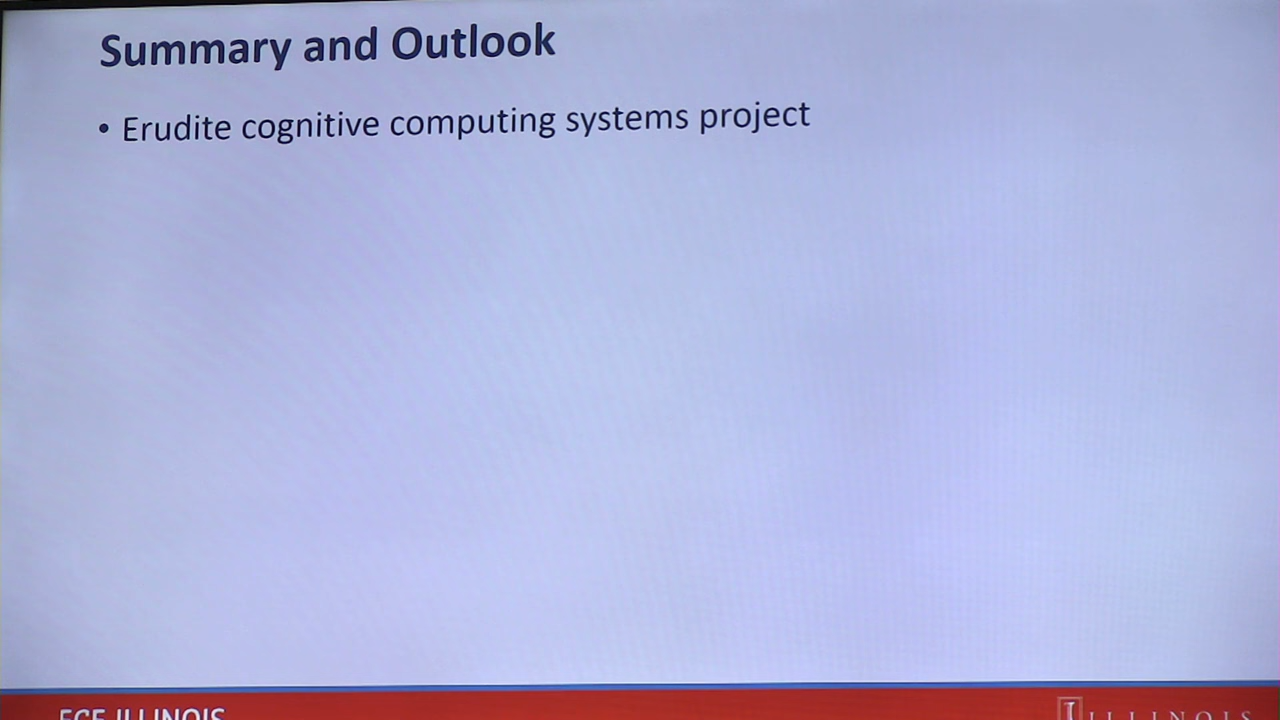 Summary and Outlook
• Erudite cognitive computing systems project
ECE ILLINOIS
I ILLINOIS